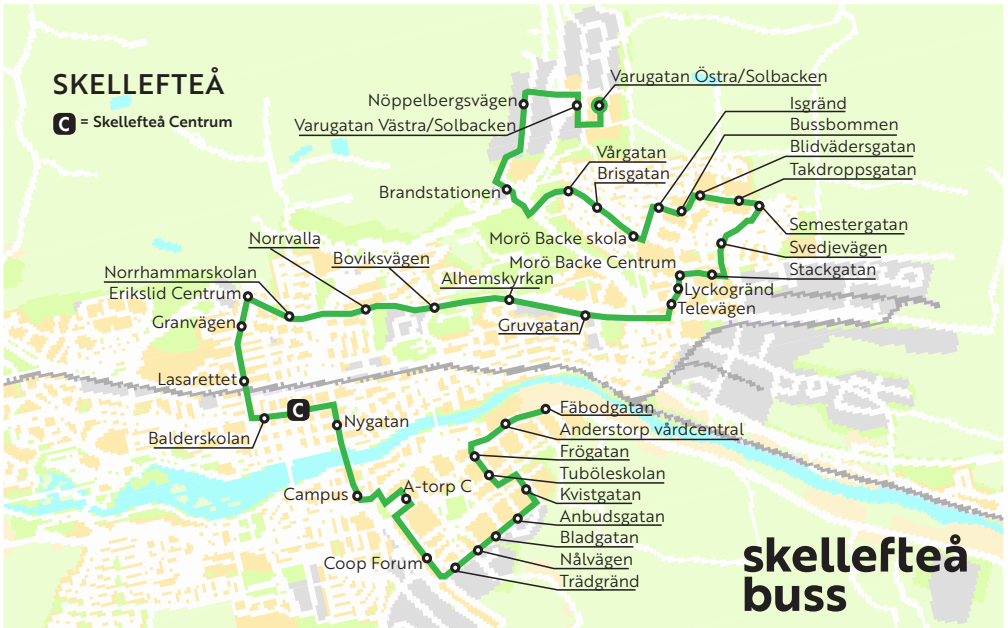 SKELLEFTEÅ
C = Skellefteå Centrum
Varugatan Östra/Solbacken
Nöppelbergsvägen
Varugatan Västra/Solbacken
Isgränd
Bussbommen
Blidvädersgatan
Takdroppsgatan
Vårgatan
Brisgatan
Brandstationen
Semestergatan
Svedjevägen
Stackgatan
Morö Backe skola
Morö Backe Centrum
Lyckogränd
Televägen
Norrvalla
Boviksvägen
Alhemskyrkan
Gruvgatan
Norrhammarskolan
Erikslid Centrum
Granvägen
Lasarettet
C
Balderskolan
Nygatan
Campus
A-torp C
Coop Forum
Fäbodgatan
Anderstorp vårdcentral
Frögatan
Tuböleskolan
Kvistgatan
Anbudsgatan
Bladgatan
Nålvägen
Trädgränd
skellefteå
buss